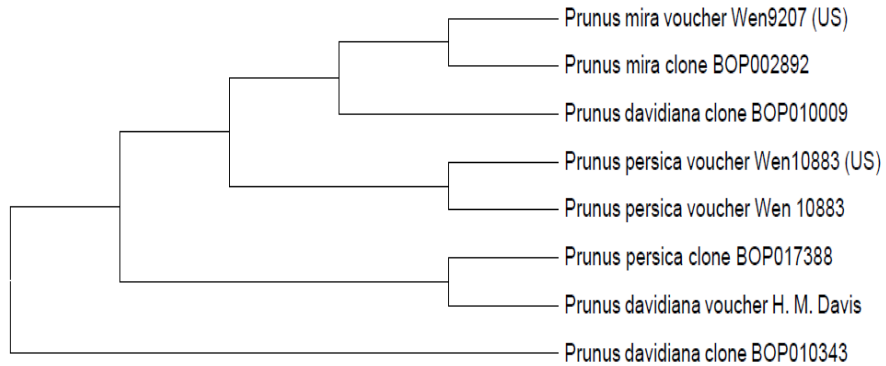 Prunus mira voucher Wen9207 (US)
Prunus mira clone BOP002892
Prunus davidiana clone BOP010009
Prunus persica voucher Wen10883 (US)
Prunus persica voucher Wen 10883
Prunus persica clone BOP017388
Prunus davidiana voucher H. M. Davis
Prunus davidiana clone BOP010343